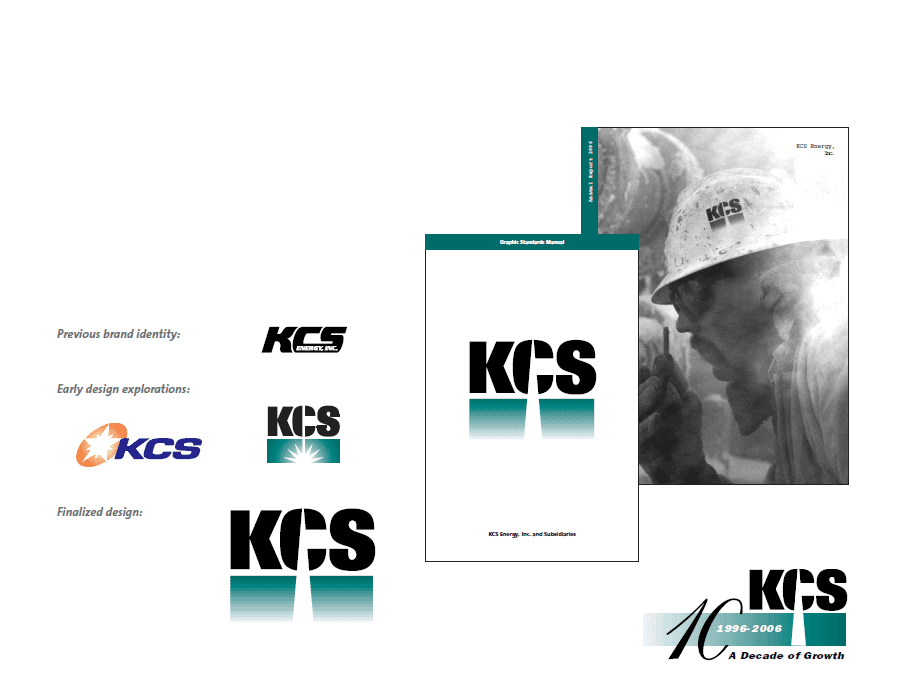 Previous brand identity:
KCS
ENERGY, INC.
Early design explorations:
KCS
KCS
Finalized design:
KCS
Graphic Standards Manual
KCS
KCS Energy, Inc. and Subsidiaries
Annual Report 2006
KCS Energy,
Inc.
KCS
KCS
10
1996-2006
A Decade of Growth